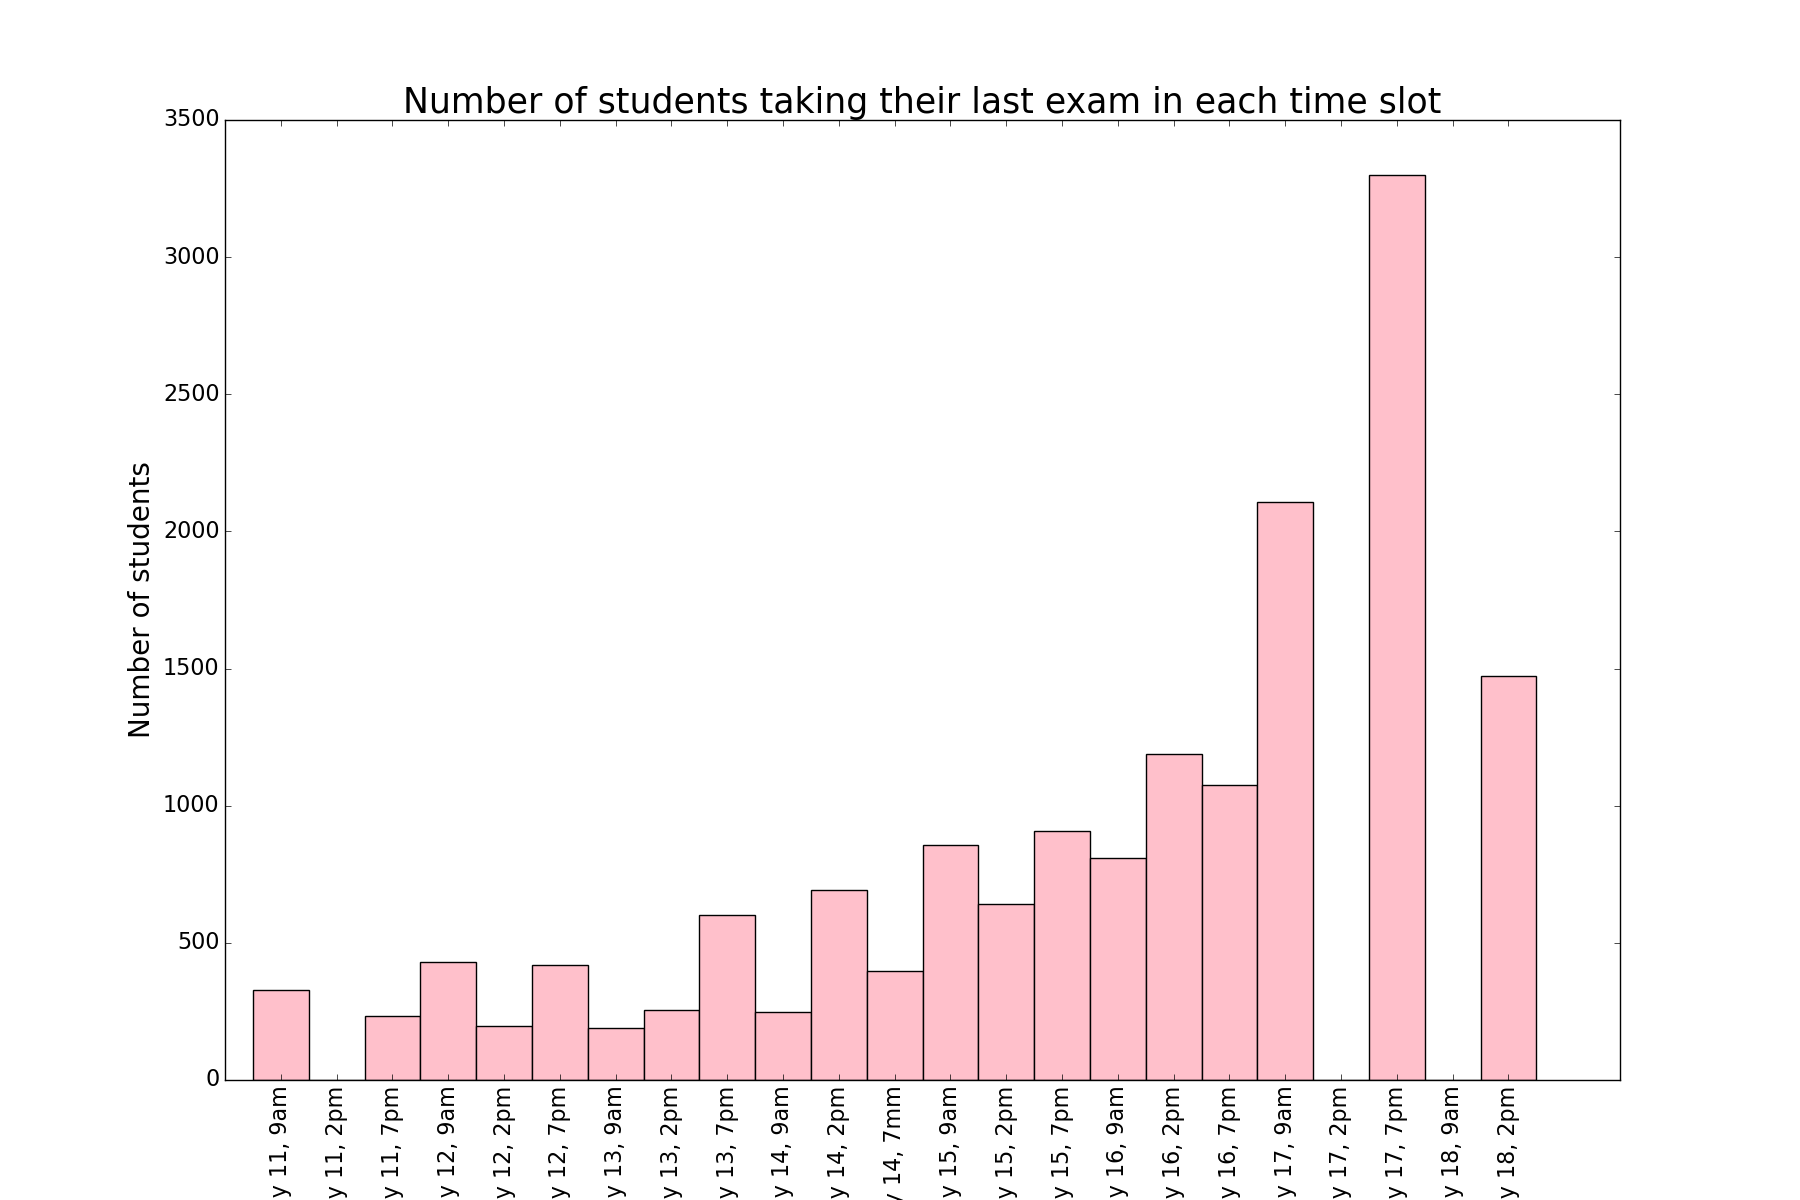 Number of students taking their last exam in each time slot
Number of students
3500
3000
2500
2000
1500
1000
500
0
y 11, 9am
y 11, 2pm
y 11, 7pm
y 12, 9am
y 12, 2pm
y 12, 7pm
y 13, 9am
y 13, 2pm
y 13, 7pm
y 14, 9am
y 14, 2pm
y 14, 7mm
y 15, 9am
y 15, 2pm
y 15, 7pm
y 16, 9am
y 16, 2pm
y 16, 7pm
y 17, 9am
y 17, 2pm
y 17, 7pm
y 18, 9am
y 18, 2pm